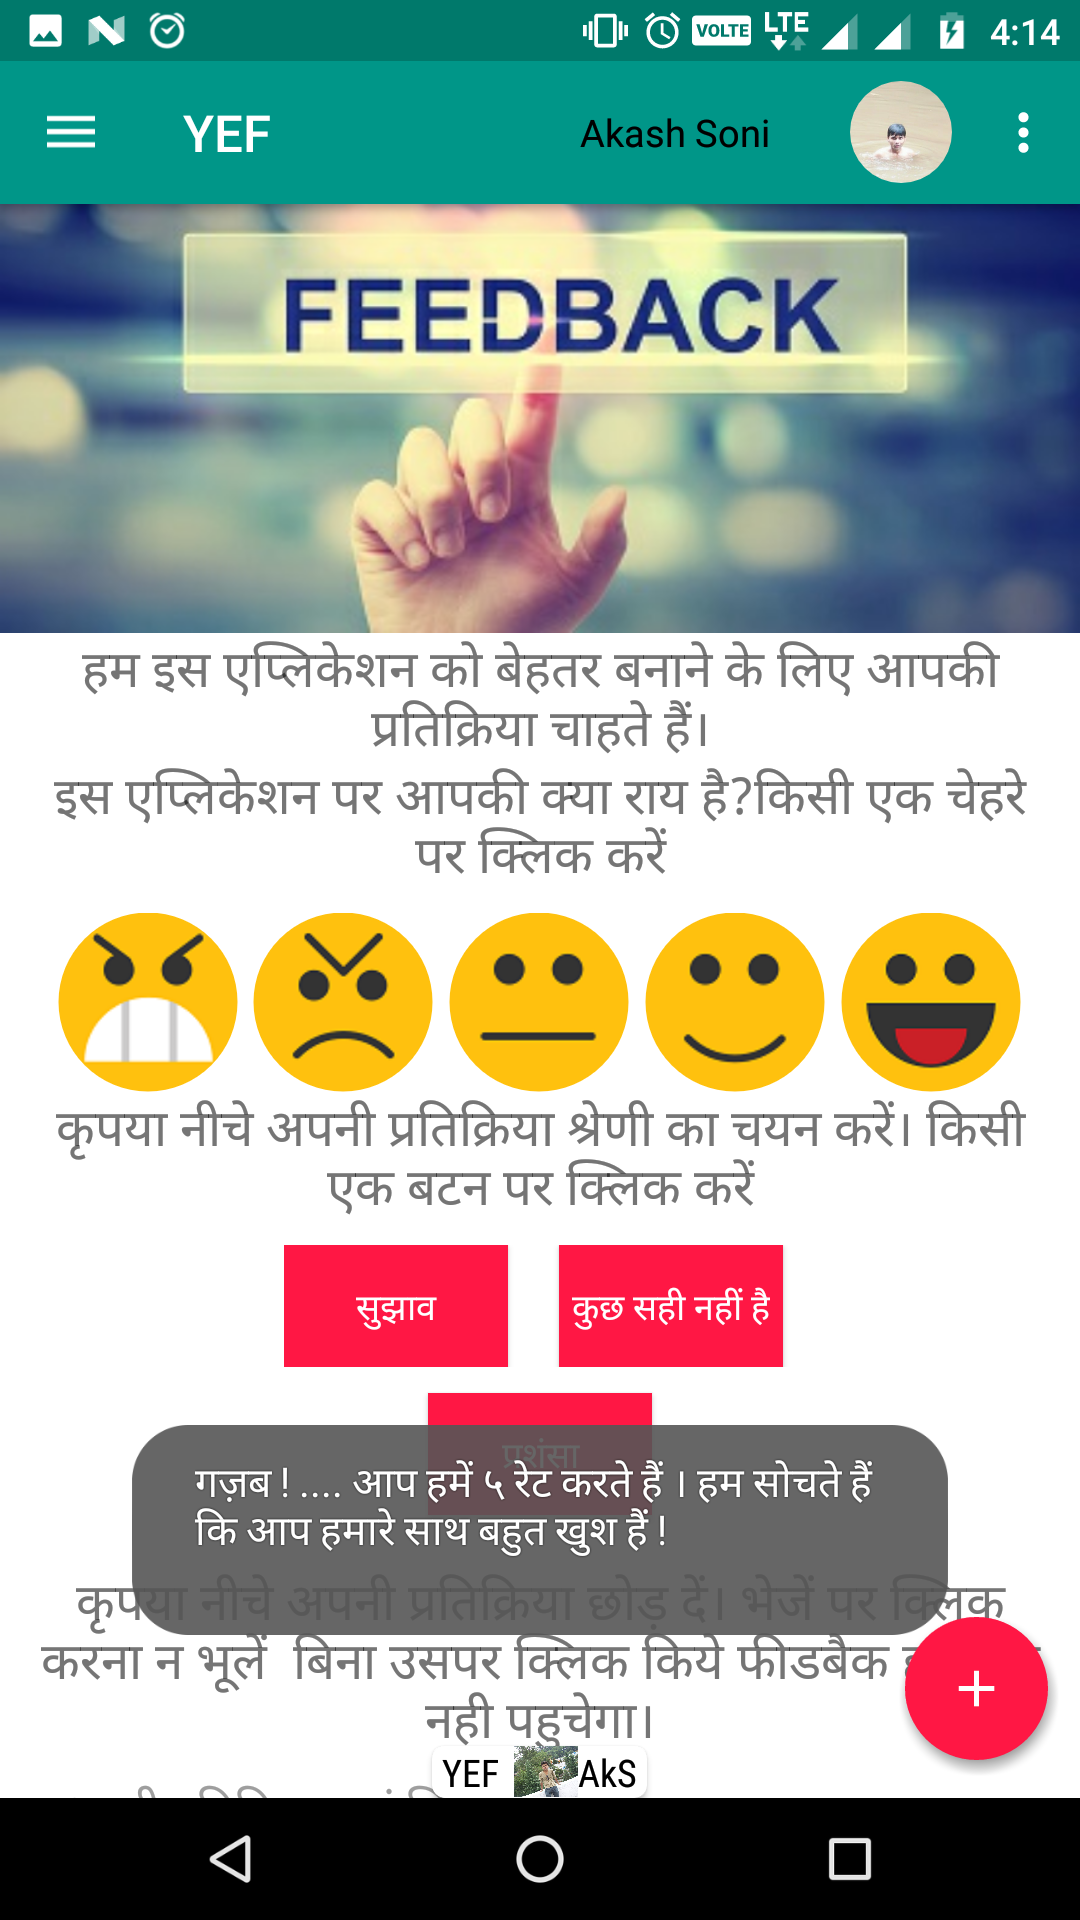 VOLTE LTE 4:14
YEF Akash Soni
FEEDBACK
हम इस एप्लिकेशन को बेहतर बनाने के लिए आपकी
प्रतिक्रिया चाहते हैं।
इस एप्लिकेशन पर आपकी क्या राय है?किसी एक चेहरे
पर क्लिक करें
कृपया नीचे अपनी प्रतिक्रिया श्रेणी का चयन करें। किसी
एक बटन पर क्लिक करें
सुझाव कुछ सही नहीं है
प्रशंसा
गज़ब ! .... आप हमें ५ रेट करते हैं । हम सोचते हैं
कि आप हमारे साथ बहुत खुश हैं !
कृपया नीचे अपनी प्रतिक्रिया छोड़ दें। भेजें पर क्लिक
करना न भूलें बिना उसपर क्लिक किये फीडबैक
नही पहुचेगा।
YEF AkS